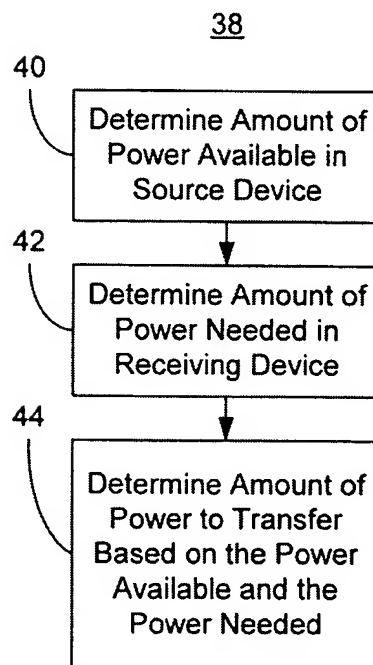 38
40
Determine Amount of
Power Available in
Source Device
42
Determine Amount of
Power Needed in
Receiving Device
44
Determine Amount of
Power to Transfer
Based on the Power
Available and the
Power Needed